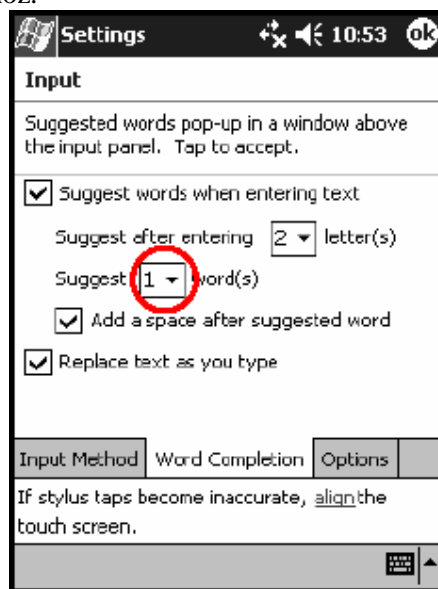 Settings 10:53 ok
Input
Suggested words pop-up in a window above
the input panel. Tap to accept.
Suggest words when entering text
Suggest after entering 2 letter(s)
Suggest 1 word(s)
Add a space after suggested word
Replace text as you type
Input Method Word Completion Options
If stylus taps become inaccurate, align the
touch screen.